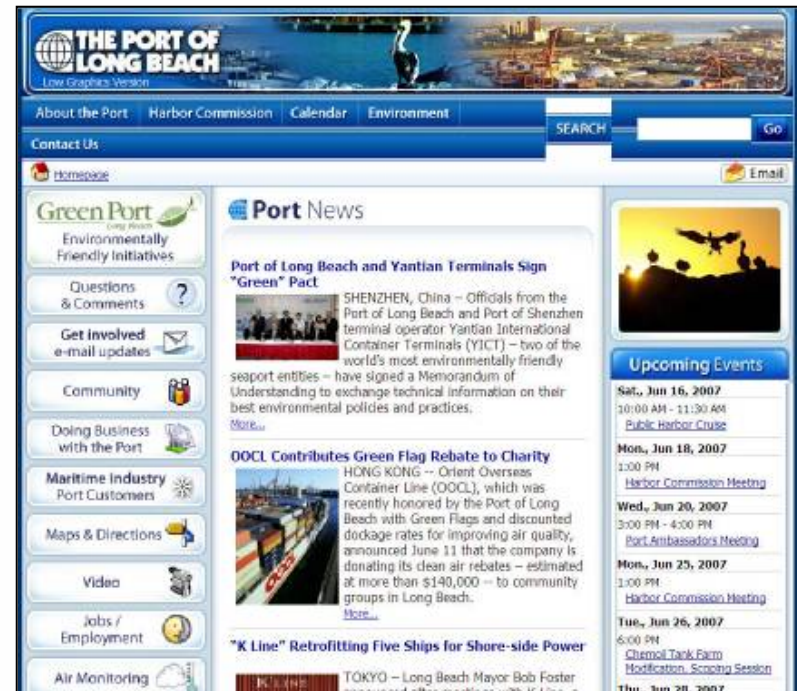 THE PORT OF
LONG BEACH
Low Graphics Version
About the Port Harbor Commission Calendar Environment
Contact Us
SEARCH
Go
Homepage
Email
Green Port
Long Beach
Environmentally
Friendly Initiatives
Questions
& Comments
?
Get involved
e-mail updates
Community
Doing Business
with the Port
Maritime Industry
Port Customers
Maps & Directions
Video
Jobs /
Employment
Air Monitoring
Port News
Port of Long Beach and Yantian Terminals Sign
"Green" Pact
SHENZHEN, China – Officials from the
Port of Long Beach and Port of Shenzhen
terminal operator Yantian International
Container Terminals (YICT) – two of the
world's most environmentally friendly
seaport entities – have signed a Memorandum of
Understanding to exchange technical information on their
best environmental policies and practices.
More...
OOCL Contributes Green Flag Rebate to Charity
HONG KONG -- Orient Overseas
Container Line (OOCL), which was
recently honored by the Port of Long
Beach with Green Flags and discounted
dockage rates for improving air quality,
announced June 11 that the company is
donating its clean air rebates – estimated
at more than $140,000 -- to community
groups in Long Beach.
More...
"K Line" Retrofitting Five Ships for Shore-side Power
K LINE
TOKYO – Long Beach Mayor Bob Foster
Upcoming Events
Sat., Jun 16, 2007
10:00 AM - 11:30 AM
Public Harbor Cruise
Mon., Jun 18, 2007
1:00 PM
Harbor Commission Meeting
Wed., Jun 20, 2007
3:00 PM - 4:00 PM
Port Ambassadors Meeting
Mon., Jun 25, 2007
1:00 PM
Harbor Commission Meeting
Tue., Jun 26, 2007
6:00 PM
Chemoil Tank Farm
Modification, Scoping Session
Thu., Jun 28, 2007